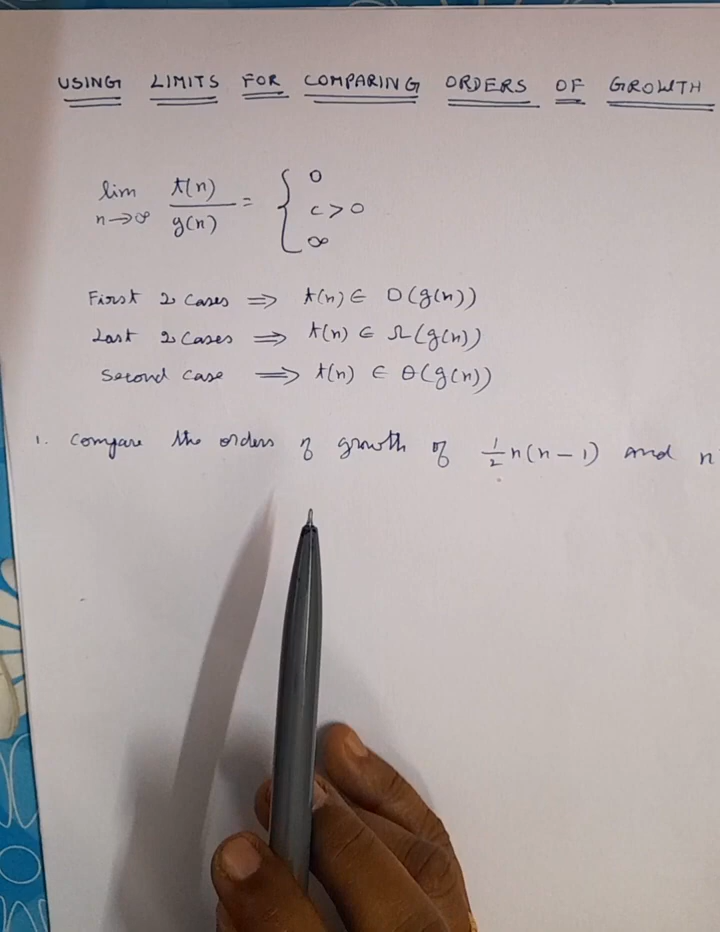 USING LIMITS FOR COMPARING ORDERS OF GROWTH
lim n→∞ t(n)/g(n) = { 0
c > 0
∞
First 2 Cases ⟹ t(n) ∈ O(g(n))
Last 2 Cases ⟹ t(n) ∈ Ω(g(n))
Second case ⟹ t(n) ∈ θ(g(n))
1. Compare the orders of growth of 1/2 n(n-1) and n